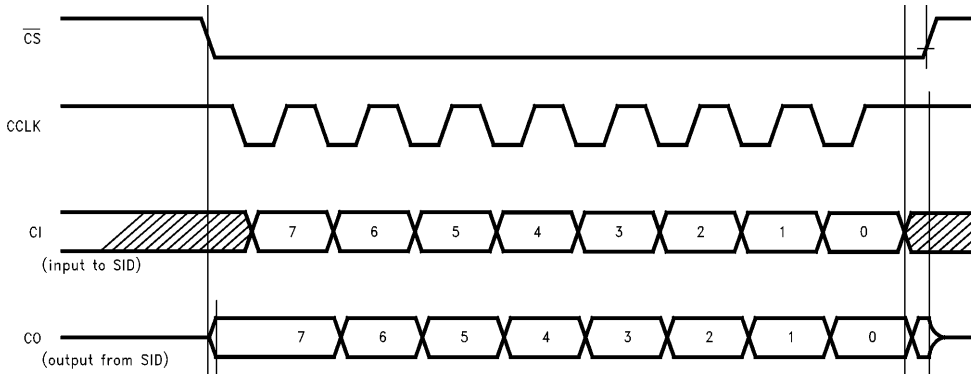 CS
CCLK
CI 7 6 5 4 3 2 1 0
(input to SID)
CO 7 6 5 4 3 2 1 0
(output from SID)